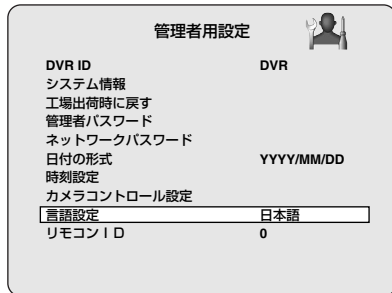 管理者用設定
DVR ID DVR
システム情報
工場出荷時に戻す
管理者パスワード
ネットワークパスワード
日付の形式 YYYY/MM/DD
時刻設定
カメラコントロール設定
言語設定 日本語
リモコンＩＤ 0